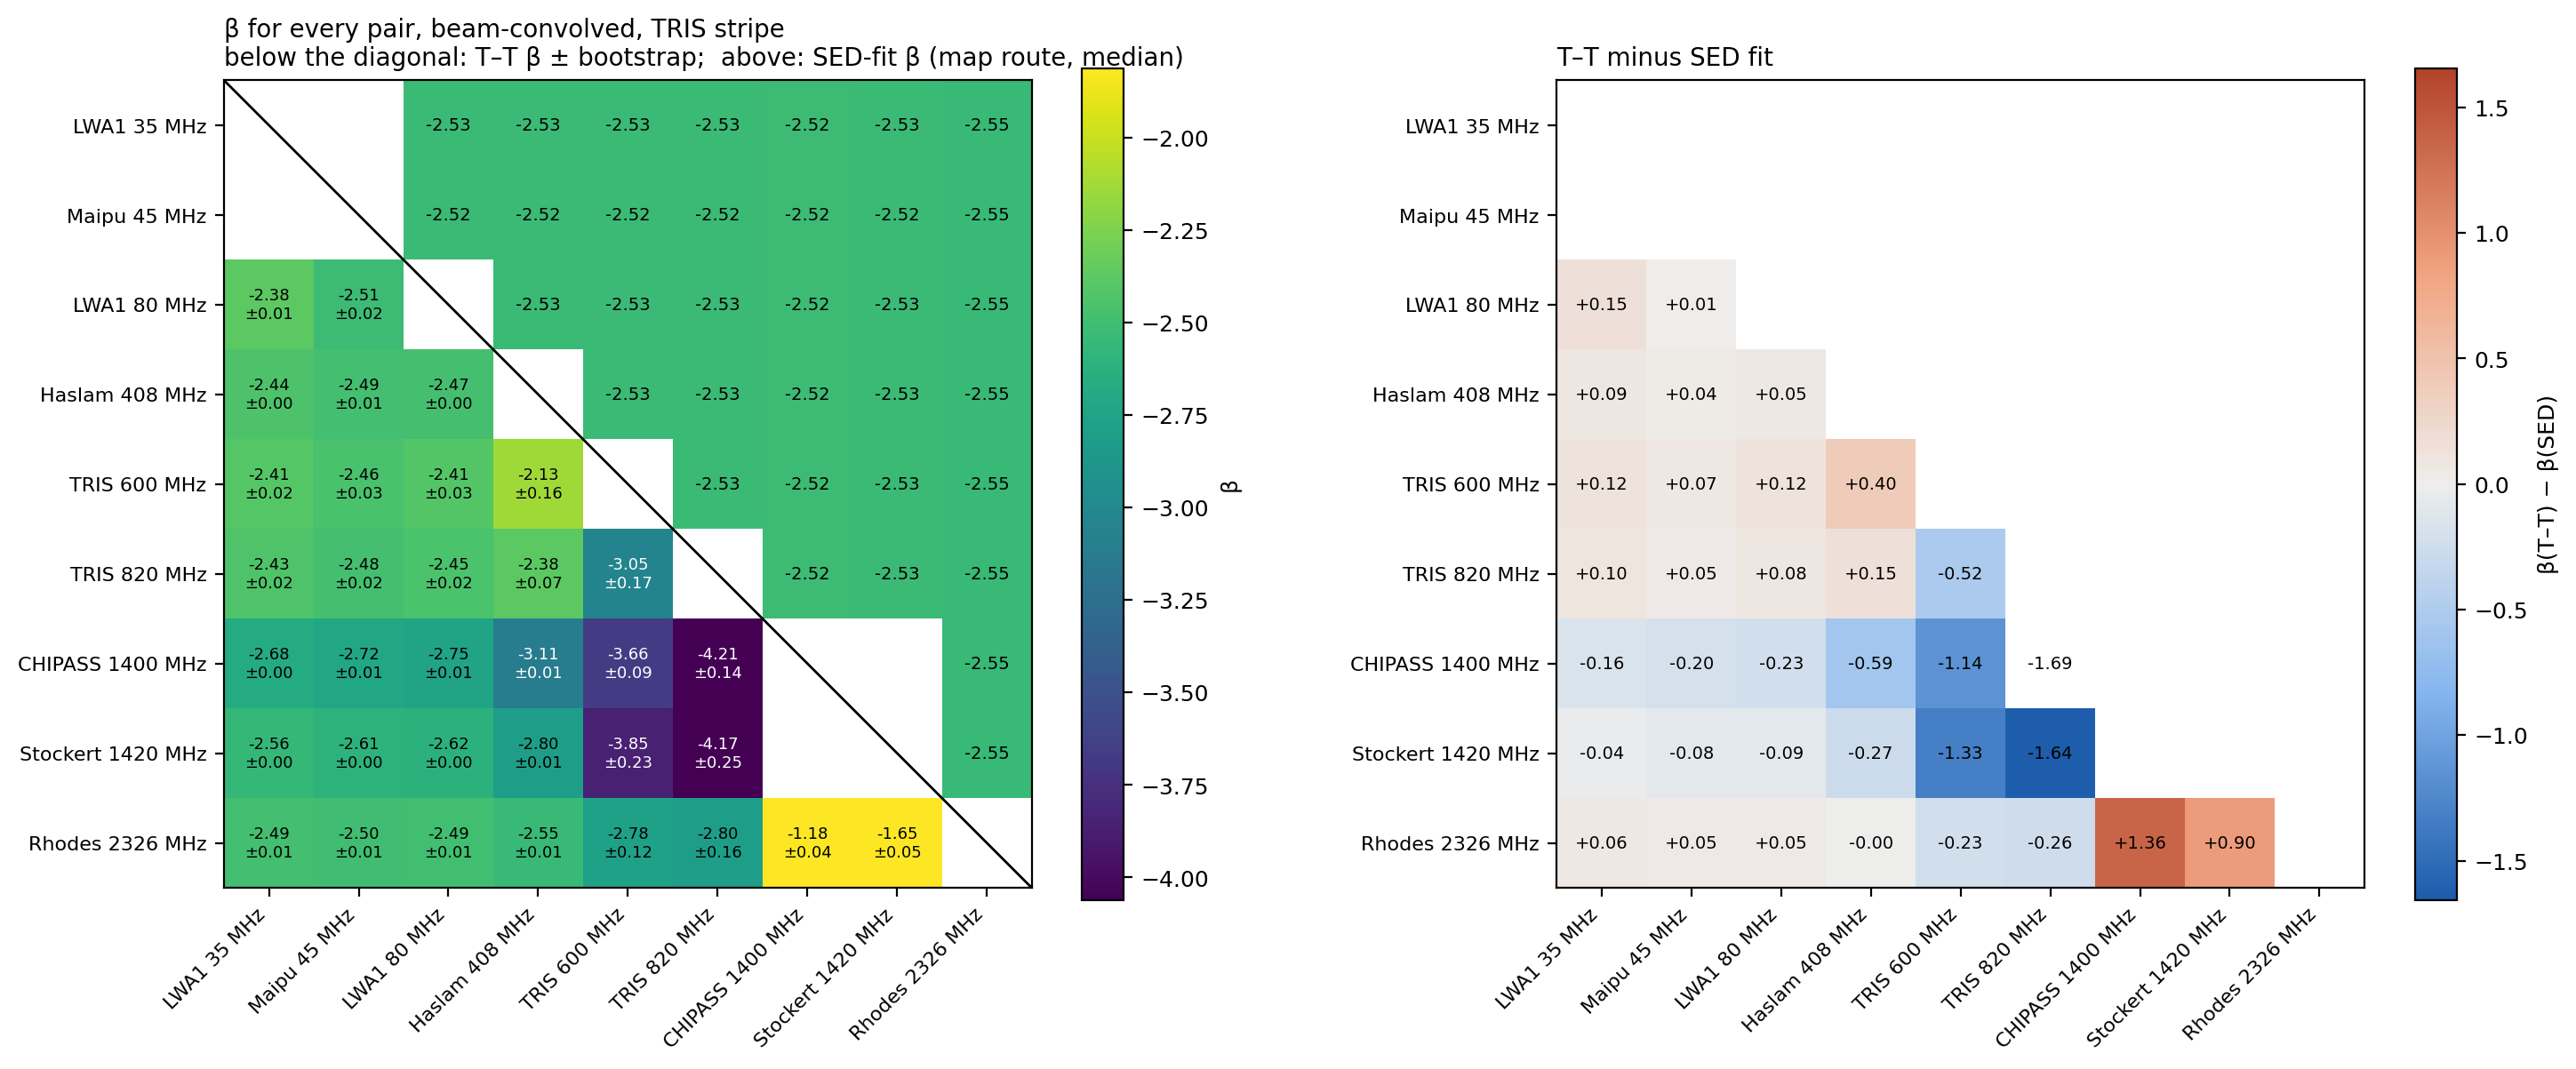 β for every pair, beam-convolved, TRIS stripe
below the diagonal: T–T β ± bootstrap;  above: SED-fit β (map route, median)
LWA1 35 MHz
-2.53 -2.53 -2.53 -2.53 -2.52 -2.53 -2.55
Maipu 45 MHz
-2.52 -2.52 -2.52 -2.52 -2.52 -2.52 -2.55
LWA1 80 MHz
-2.38 -2.51 -2.53 -2.53 -2.53 -2.52 -2.53 -2.55
±0.01 ±0.02
Haslam 408 MHz
-2.44 -2.49 -2.47 -2.53 -2.53 -2.52 -2.53 -2.55
±0.00 ±0.01 ±0.00
TRIS 600 MHz
-2.41 -2.46 -2.41 -2.13 -2.53 -2.52 -2.53 -2.55
±0.02 ±0.03 ±0.03 ±0.16
TRIS 820 MHz
-2.43 -2.48 -2.45 -2.38 -3.05 -2.52 -2.53 -2.55
±0.02 ±0.02 ±0.02 ±0.07 ±0.17
CHIPASS 1400 MHz
-2.68 -2.72 -2.75 -3.11 -3.66 -4.21 -2.55
±0.00 ±0.01 ±0.01 ±0.01 ±0.09 ±0.14
Stockert 1420 MHz
-2.56 -2.61 -2.62 -2.80 -3.85 -4.17 -2.55
±0.00 ±0.00 ±0.00 ±0.01 ±0.23 ±0.25
Rhodes 2326 MHz
-2.49 -2.50 -2.49 -2.55 -2.78 -2.80 -1.18 -1.65
±0.01 ±0.01 ±0.01 ±0.01 ±0.12 ±0.16 ±0.04 ±0.05
LWA1 35 MHz
Maipu 45 MHz
LWA1 80 MHz
Haslam 408 MHz
TRIS 600 MHz
TRIS 820 MHz
CHIPASS 1400 MHz
Stockert 1420 MHz
Rhodes 2326 MHz
−2.00
−2.25
−2.50
−2.75
−3.00
−3.25
−3.50
−3.75
−4.00
β
T–T minus SED fit
LWA1 35 MHz
Maipu 45 MHz
LWA1 80 MHz
+0.15 +0.01
Haslam 408 MHz
+0.09 +0.04 +0.05
TRIS 600 MHz
+0.12 +0.07 +0.12 +0.40
TRIS 820 MHz
+0.10 +0.05 +0.08 +0.15 -0.52
CHIPASS 1400 MHz
-0.16 -0.20 -0.23 -0.59 -1.14 -1.69
Stockert 1420 MHz
-0.04 -0.08 -0.09 -0.27 -1.33 -1.64
Rhodes 2326 MHz
+0.06 +0.05 +0.05 -0.00 -0.23 -0.26 +1.36 +0.90
LWA1 35 MHz
Maipu 45 MHz
LWA1 80 MHz
Haslam 408 MHz
TRIS 600 MHz
TRIS 820 MHz
CHIPASS 1400 MHz
Stockert 1420 MHz
Rhodes 2326 MHz
1.5
1.0
0.5
0.0
−0.5
−1.0
−1.5
β(T–T) − β(SED)